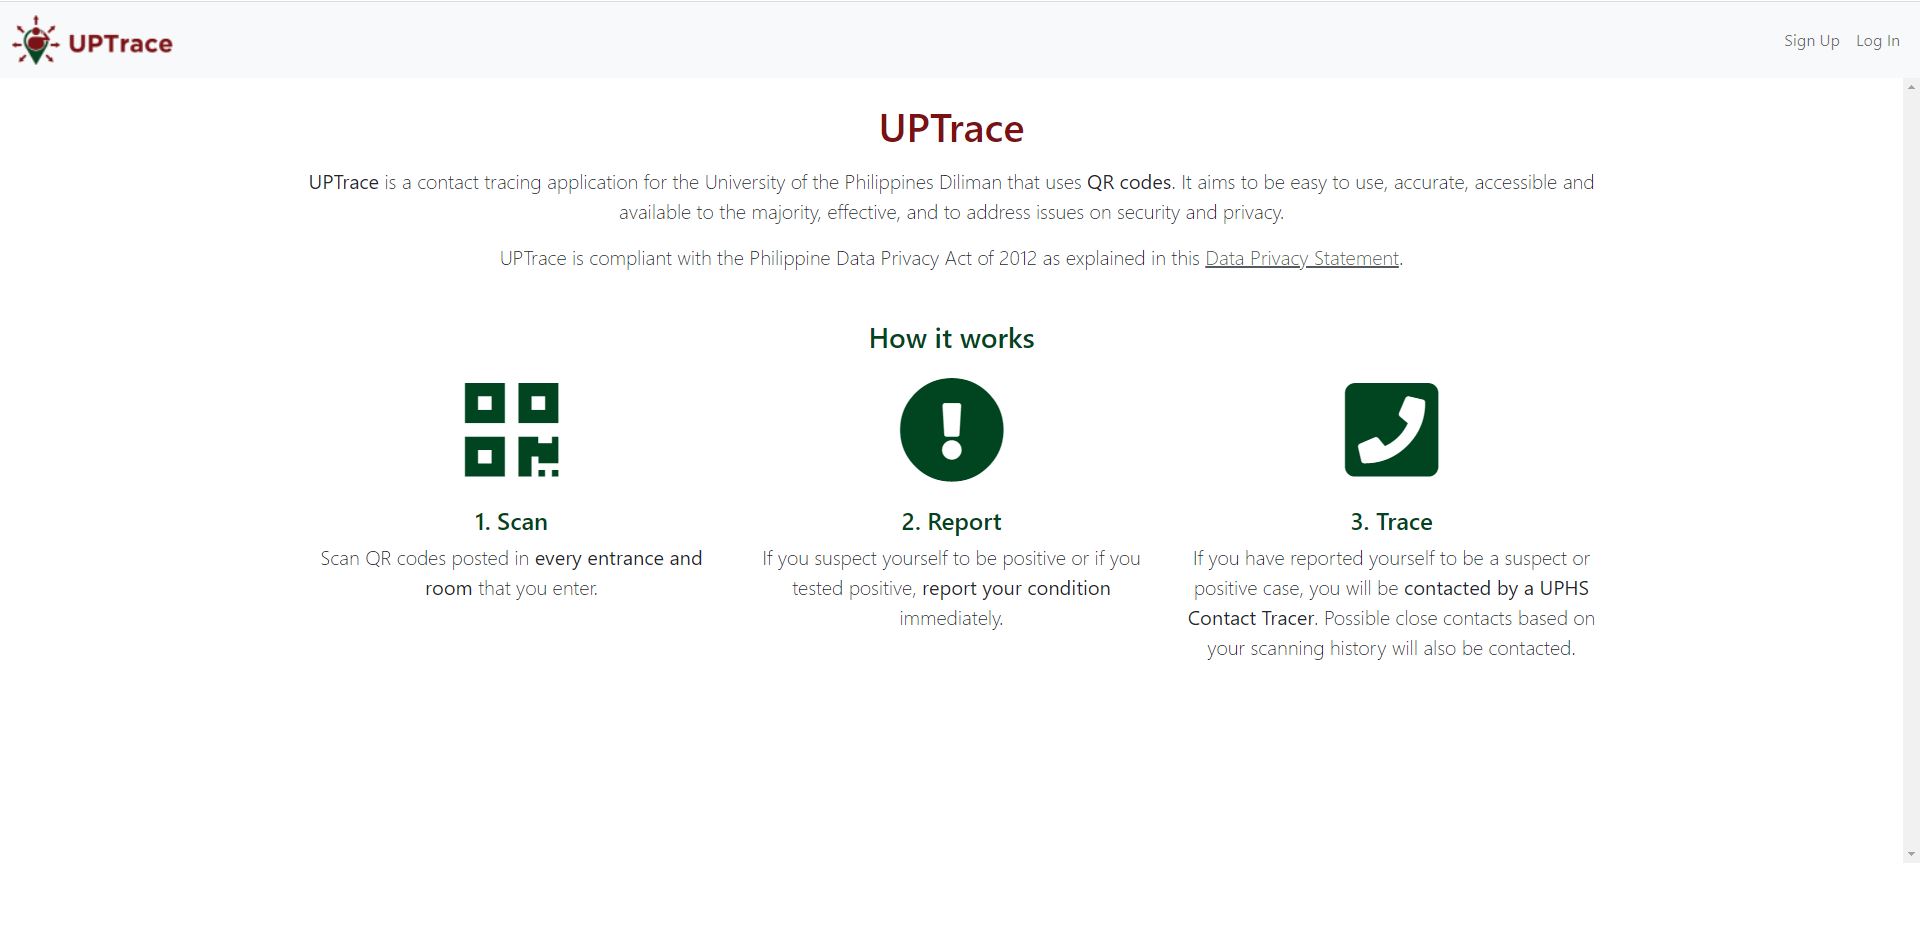 UPTrace
Sign Up
Log In
UPTrace
UPTrace is a contact tracing application for the University of the Philippines Diliman that uses QR codes. It aims to be easy to use, accurate, accessible and
available to the majority, effective, and to address issues on security and privacy.
UPTrace is compliant with the Philippine Data Privacy Act of 2012 as explained in this Data Privacy Statement.
How it works
1. Scan
Scan QR codes posted in every entrance and
room that you enter.
2. Report
If you suspect yourself to be positive or if you
tested positive, report your condition
immediately.
3. Trace
If you have reported yourself to be a suspect or
positive case, you will be contacted by a UPHS
Contact Tracer. Possible close contacts based on
your scanning history will also be contacted.